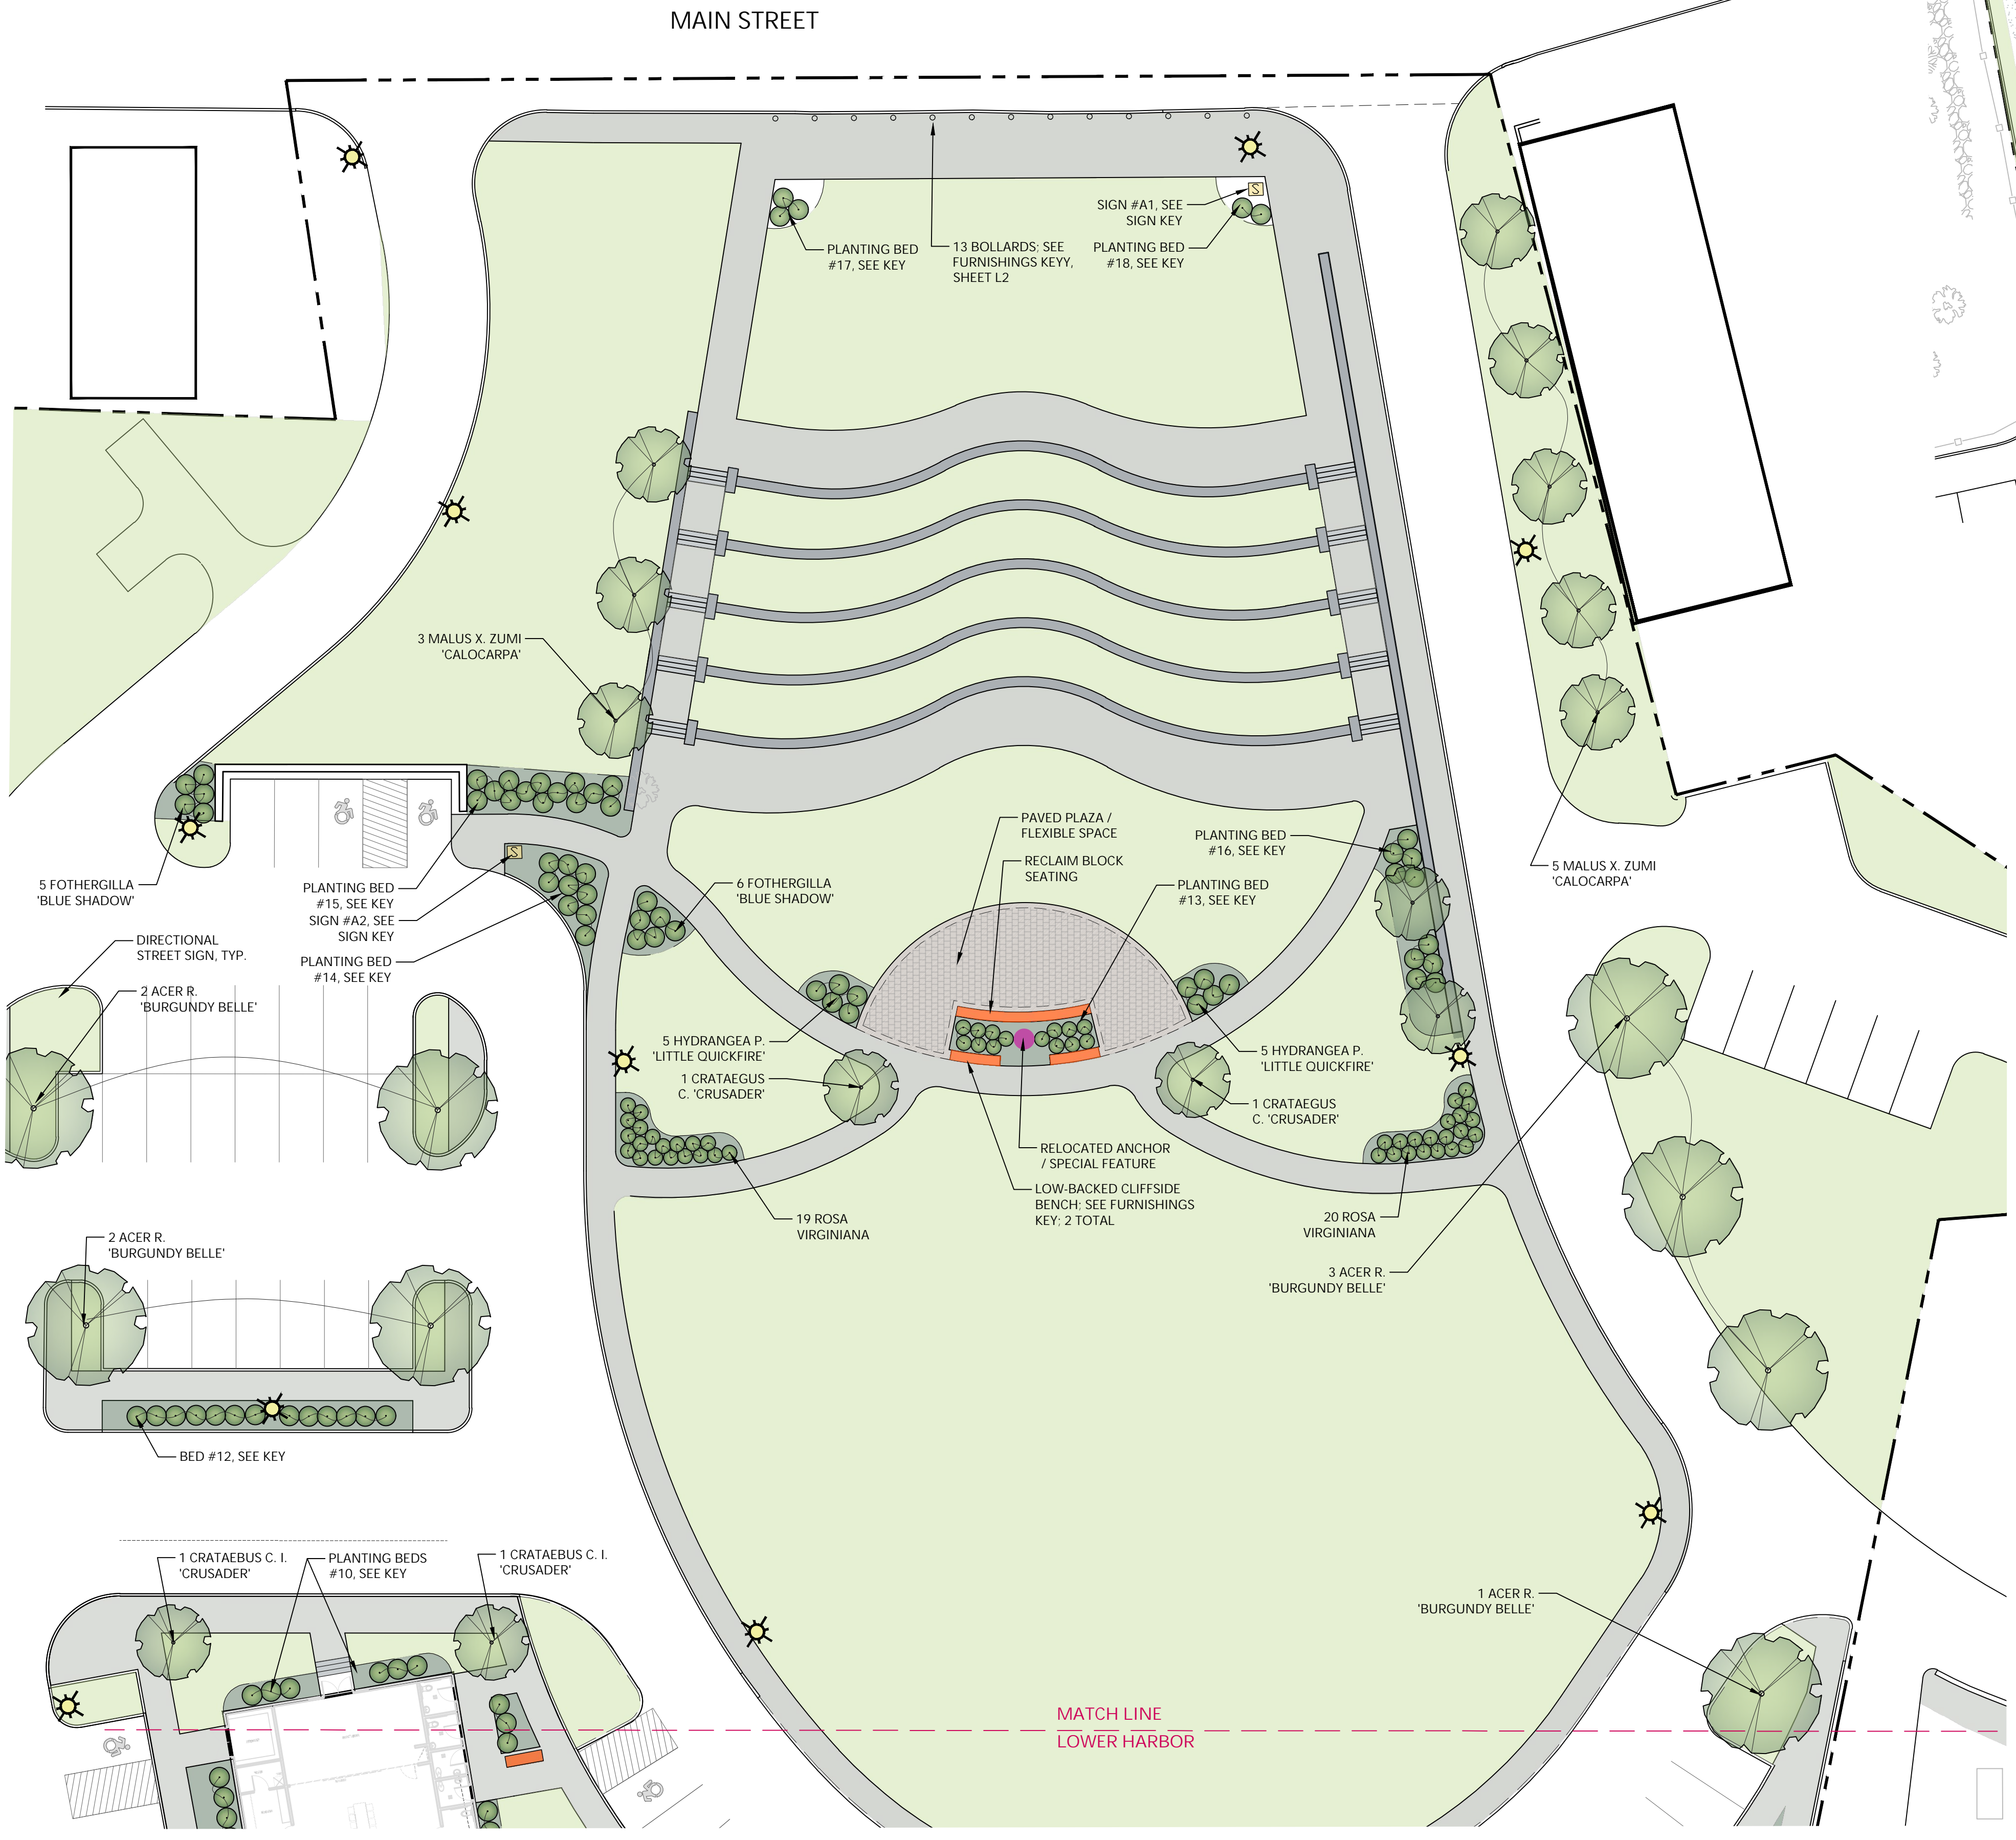 MAIN STREET
S
SIGN #A1, SEE
SIGN KEY
PLANTING BED
#17, SEE KEY
13 BOLLARDS; SEE
FURNISHINGS KEYY,
SHEET L2
PLANTING BED
#18, SEE KEY
3 MALUS X. ZUMI
'CALOCARPA'
5 FOTHERGILLA
'BLUE SHADOW'
PLANTING BED
#15, SEE KEY
S
SIGN #A2, SEE
SIGN KEY
PLANTING BED
#14, SEE KEY
6 FOTHERGILLA
'BLUE SHADOW'
PAVED PLAZA /
FLEXIBLE SPACE
RECLAIM BLOCK
SEATING
PLANTING BED
#16, SEE KEY
PLANTING BED
#13, SEE KEY
5 MALUS X. ZUMI
'CALOCARPA'
DIRECTIONAL
STREET SIGN, TYP.
2 ACER R.
'BURGUNDY BELLE'
5 HYDRANGEA P.
'LITTLE QUICKFIRE'
1 CRATAEGUS
C. 'CRUSADER'
5 HYDRANGEA P.
'LITTLE QUICKFIRE'
1 CRATAEGUS
C. 'CRUSADER'
RELOCATED ANCHOR
/ SPECIAL FEATURE
LOW-BACKED CLIFFSIDE
BENCH; SEE FURNISHINGS
KEY; 2 TOTAL
19 ROSA
VIRGINIANA
20 ROSA
VIRGINIANA
3 ACER R.
'BURGUNDY BELLE'
2 ACER R.
'BURGUNDY BELLE'
BED #12, SEE KEY
1 CRATAEBUS C. I.
'CRUSADER'
PLANTING BEDS
#10, SEE KEY
1 CRATAEBUS C. I.
'CRUSADER'
1 ACER R.
'BURGUNDY BELLE'
MATCH LINE
LOWER HARBOR